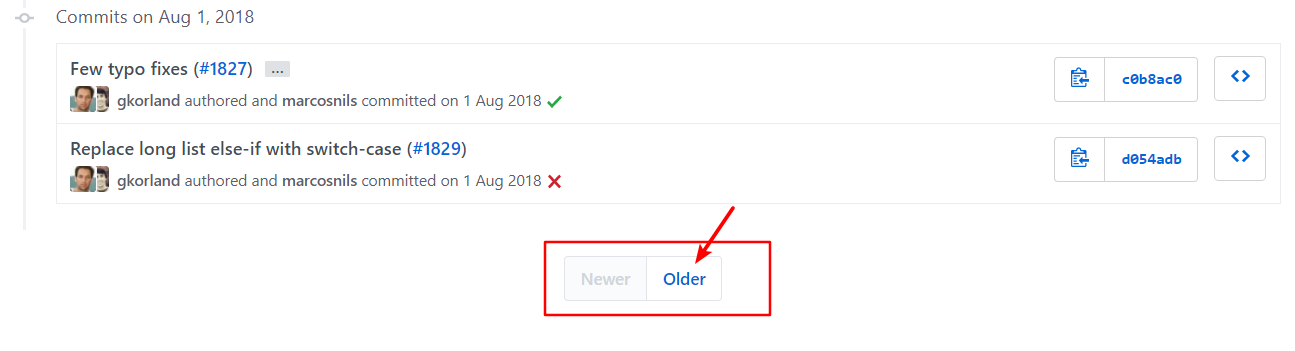 Commits on Aug 1, 2018
Few typo fixes (#1827) ...
c0b8ac0
gkorland authored and marcosnils committed on 1 Aug 2018
Replace long list else-if with switch-case (#1829)
d054adb
gkorland authored and marcosnils committed on 1 Aug 2018
Newer Older